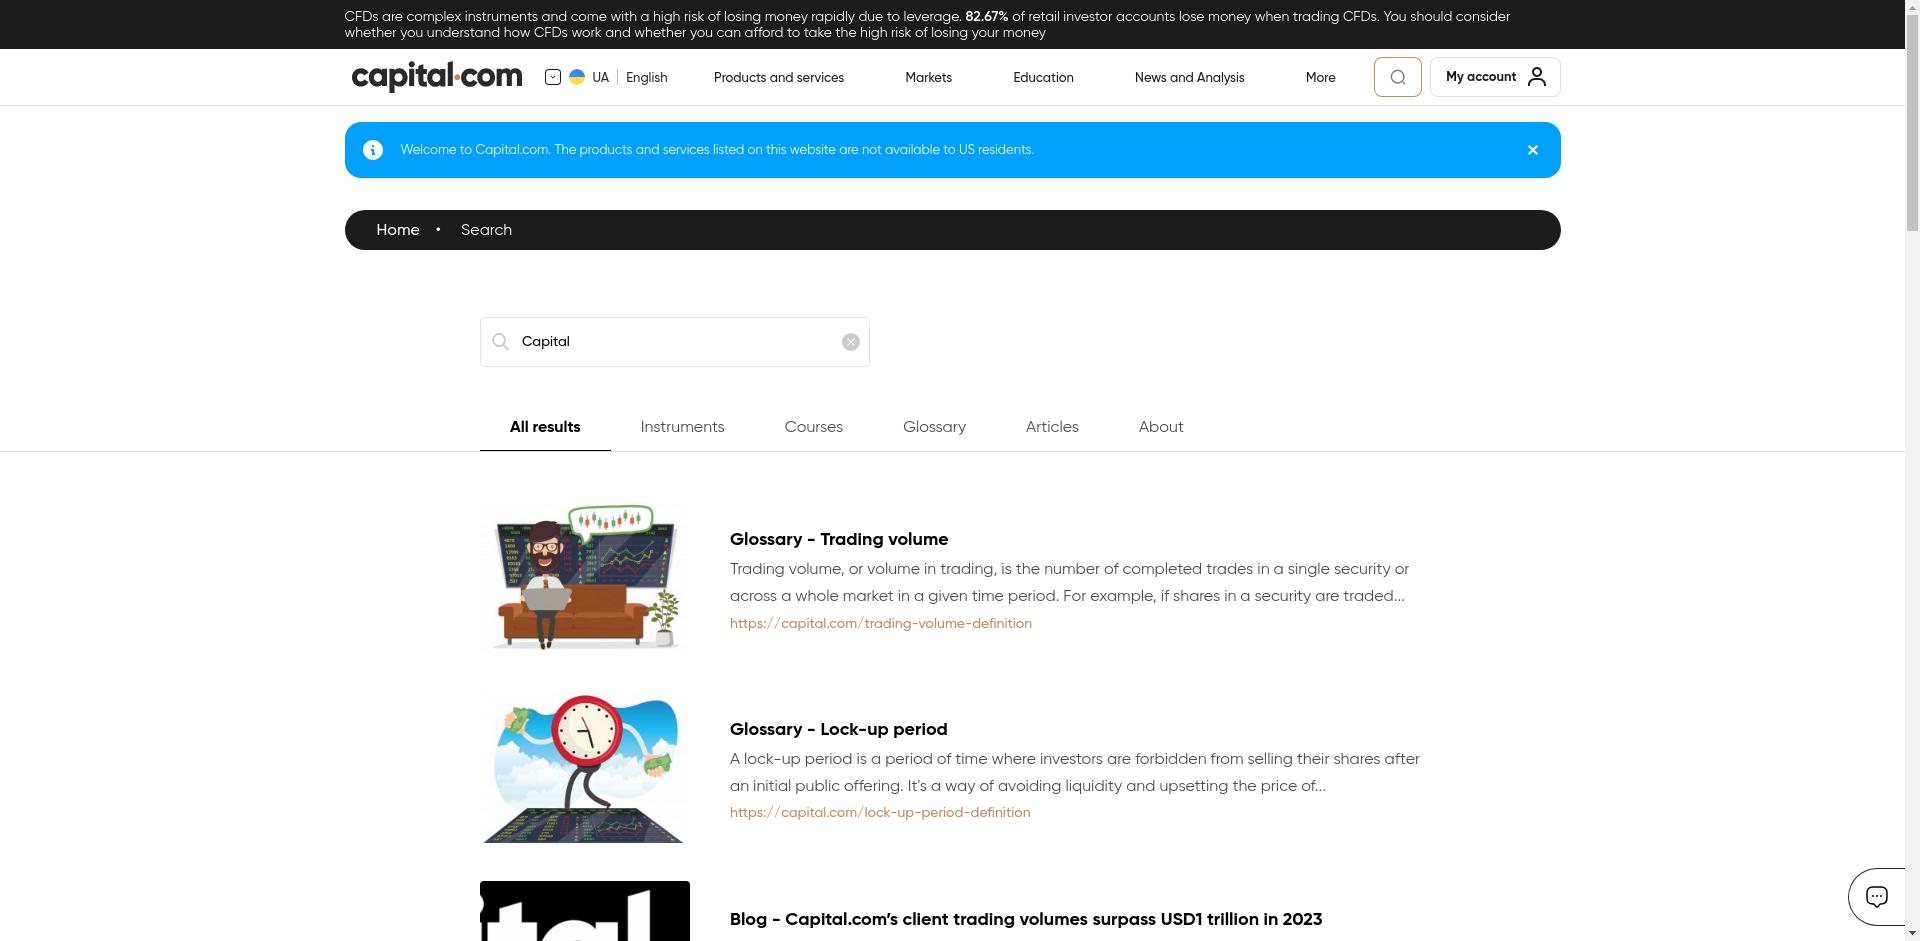 CFDs are complex instruments and come with a high risk of losing money rapidly due to leverage. 82.67% of retail investor accounts lose money when trading CFDs. You should consider
whether you understand how CFDs work and whether you can afford to take the high risk of losing your money
capital.com
UA English
Products and services
Markets
Education
News and Analysis
More
My account
Welcome to Capital.com. The products and services listed on this website are not available to US residents.
Home • Search
Capital
All results
Instruments
Courses
Glossary
Articles
About
Glossary - Trading volume
Trading volume, or volume in trading, is the number of completed trades in a single security or
across a whole market in a given time period. For example, if shares in a security are traded...
https://capital.com/trading-volume-definition
Glossary - Lock-up period
A lock-up period is a period of time where investors are forbidden from selling their shares after
an initial public offering. It's a way of avoiding liquidity and upsetting the price of...
https://capital.com/lock-up-period-definition
Blog - Capital.com’s client trading volumes surpass USD1 trillion in 2023